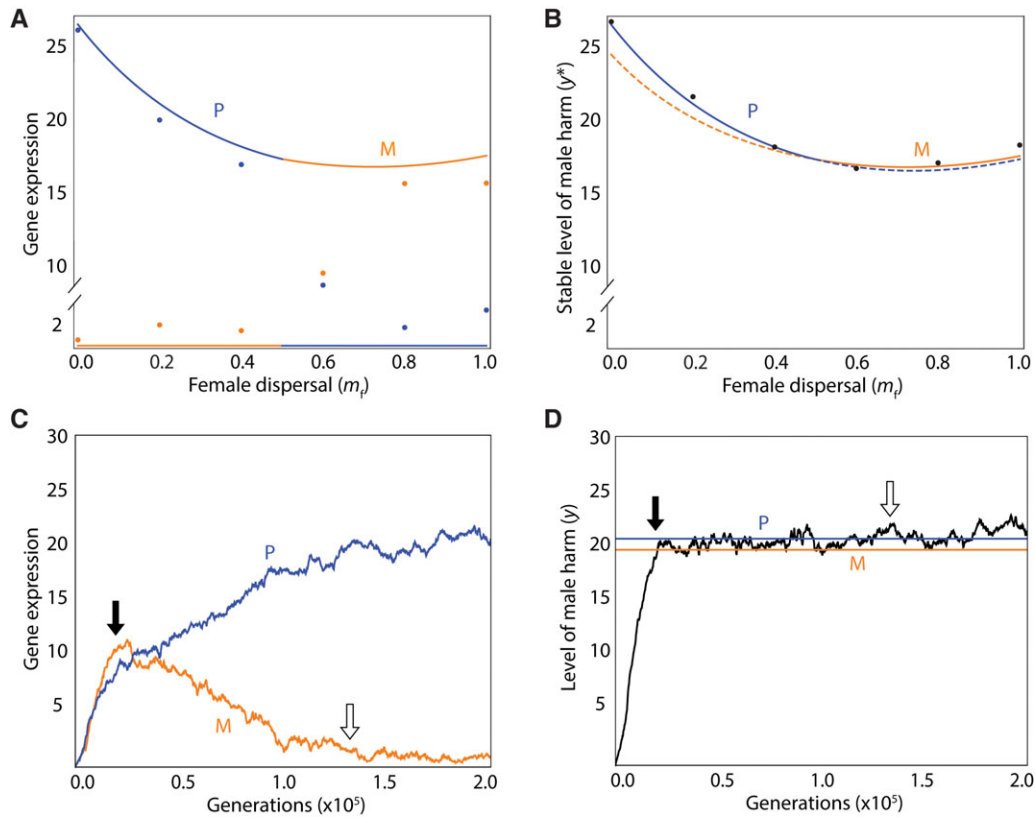 A
Gene expression
25
20
15
10
2
P
M
0.0 0.2 0.4 0.6 0.8 1.0
Female dispersal (mf)
B
Stable level of male harm (y*)
25
20
15
10
2
P
M
0.0 0.2 0.4 0.6 0.8 1.0
Female dispersal (mf)
C
Gene expression
30
25
20
15
10
5
P
M
0.0 0.5 1.0 1.5 2.0
Generations (x10⁵)
D
Level of male harm (y)
30
25
20
15
10
5
P
M
0.0 0.5 1.0 1.5 2.0
Generations (x10⁵)